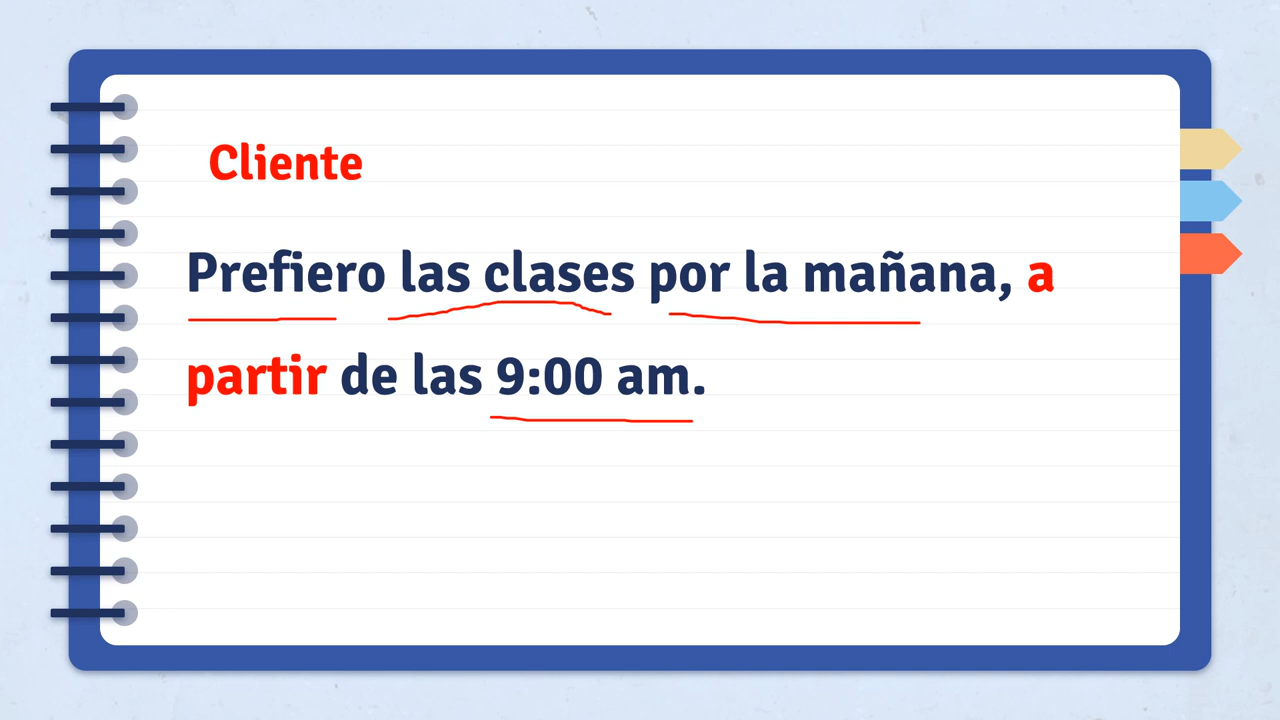 Cliente
Prefiero las clases por la mañana, a
partir de las 9:00 am.